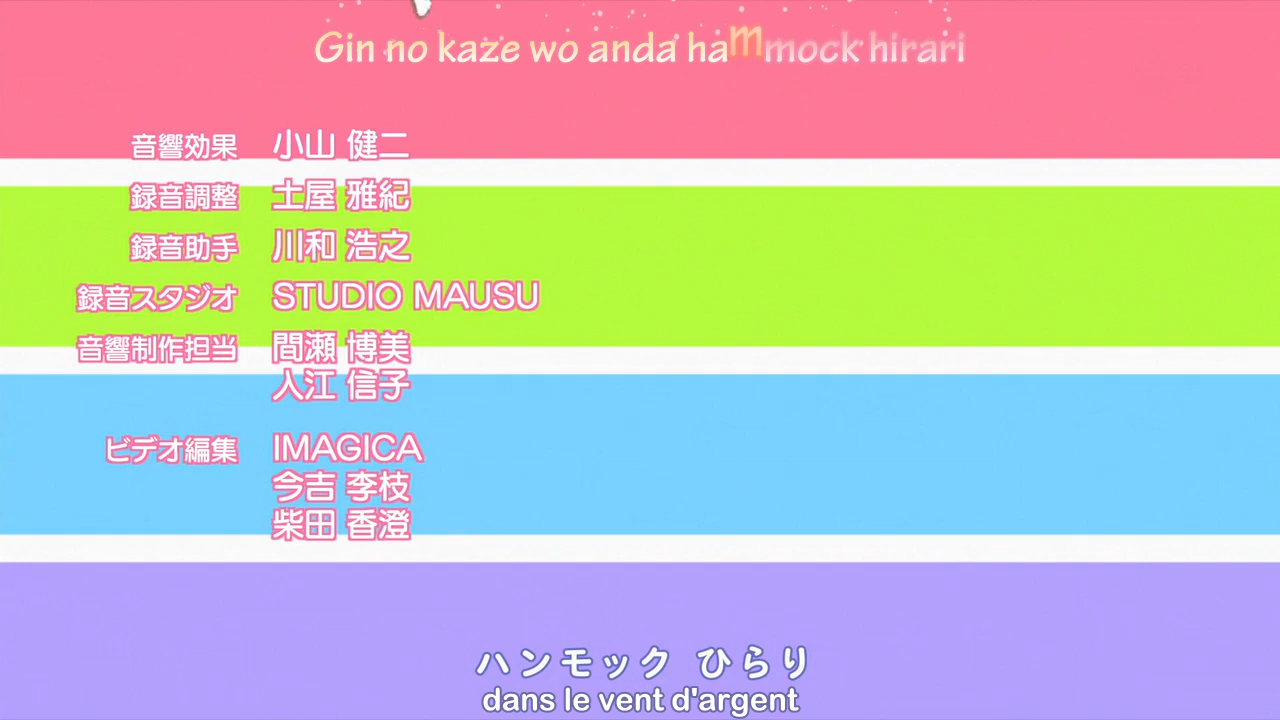 Gin no kaze wo anda hammock hirari
音響効果 小山 健二
録音調整 土屋 雅紀
録音助手 川和 浩之
録音スタジオ STUDIO MAUSU
音響制作担当 間瀬 博美
入江 信子
ビデオ編集 IMAGICA
今吉 李枝
柴田 香澄
ハンモック ひらり
dans le vent d'argent